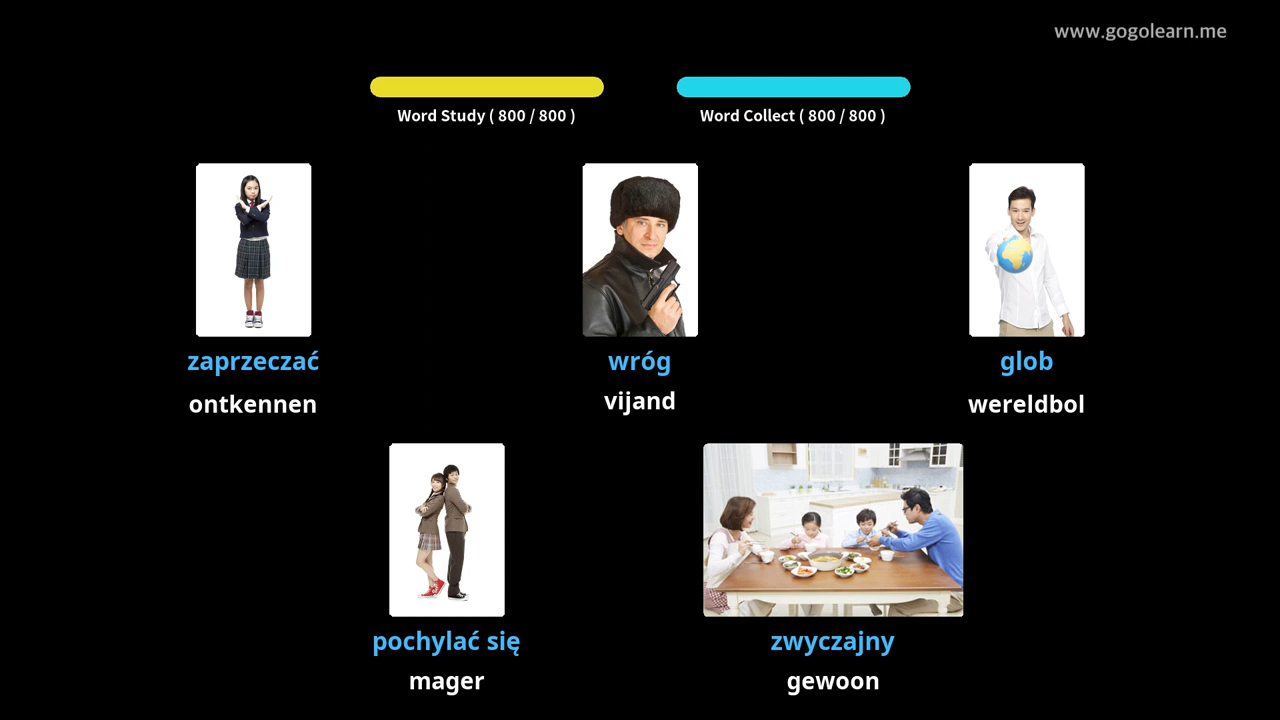 www.gogolearn.me
Word Study ( 800 / 800 )
Word Collect ( 800 / 800 )
zaprzeczać
ontkennen
wróg
vijand
glob
wereldbol
pochylać się
mager
zwyczajny
gewoon